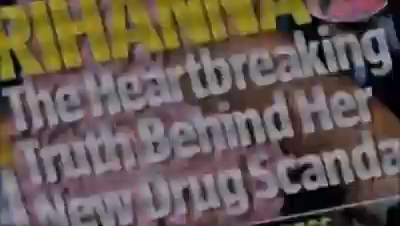 RIHANNA
The Heartbreaking
Truth Behind Her
New Drug Scanda